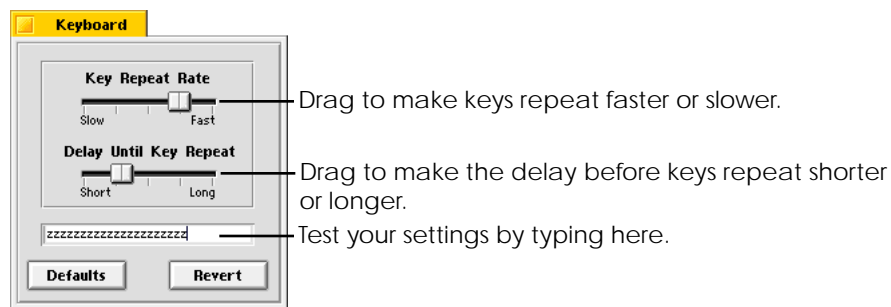 Keyboard
Key Repeat Rate
Slow Fast
Drag to make keys repeat faster or slower.
Delay Until Key Repeat
Short Long
Drag to make the delay before keys repeat shorter
or longer.
zzzzzzzzzzzzzzzzzzzzz
Test your settings by typing here.
Defaults Revert